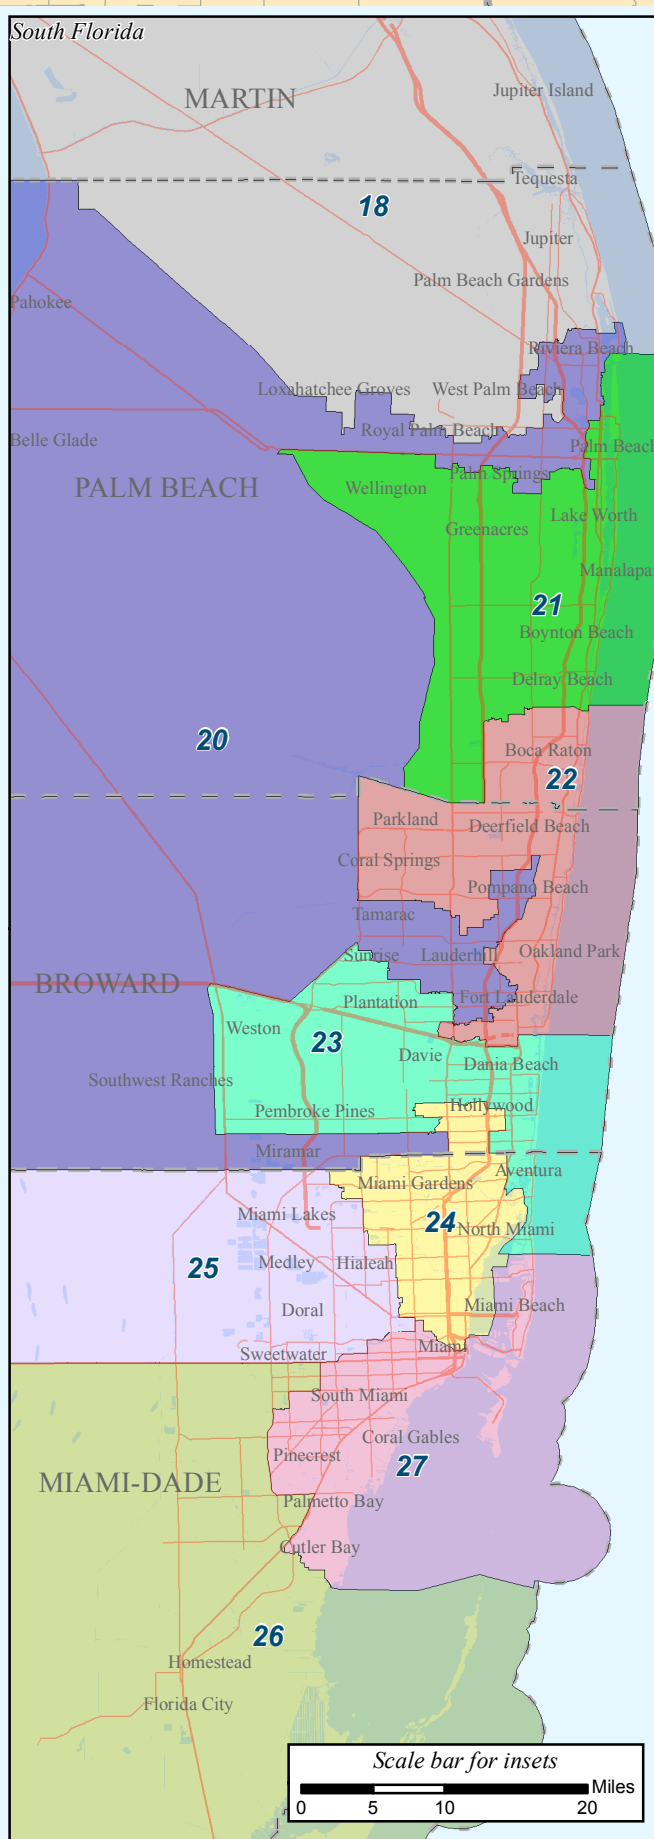 South Florida
Jupiter Island
MARTIN
Tequesta
18
Jupiter
Palm Beach Gardens
Pahokee
Riviera Beach
Loxahatchee Groves
West Palm Beach
Royal Palm Beach
Belle Glade
Palm Beach
Palm Springs
PALM BEACH
Wellington
Lake Worth
Greenacres
Manalapa
21
Boynton Beach
Delray Beach
20
Boca Raton
22
Parkland
Deerfield Beach
Coral Springs
Pompano Beach
Tamarac
Sunrise
Lauderhill
Oakland Park
BROWARD
Plantation
Fort Lauderdale
Weston
23
Davie
Dania Beach
Southwest Ranches
Pembroke Pines
Hollywood
Miramar
Aventura
Miami Gardens
Miami Lakes
24
North Miami
25
Medley
Hialeah
Doral
Miami Beach
Sweetwater
Miami
South Miami
Coral Gables
Pinecrest
27
MIAMI-DADE
Palmetto Bay
Cutler Bay
26
Homestead
Florida City
Scale bar for insets
Miles
0 5 10 20